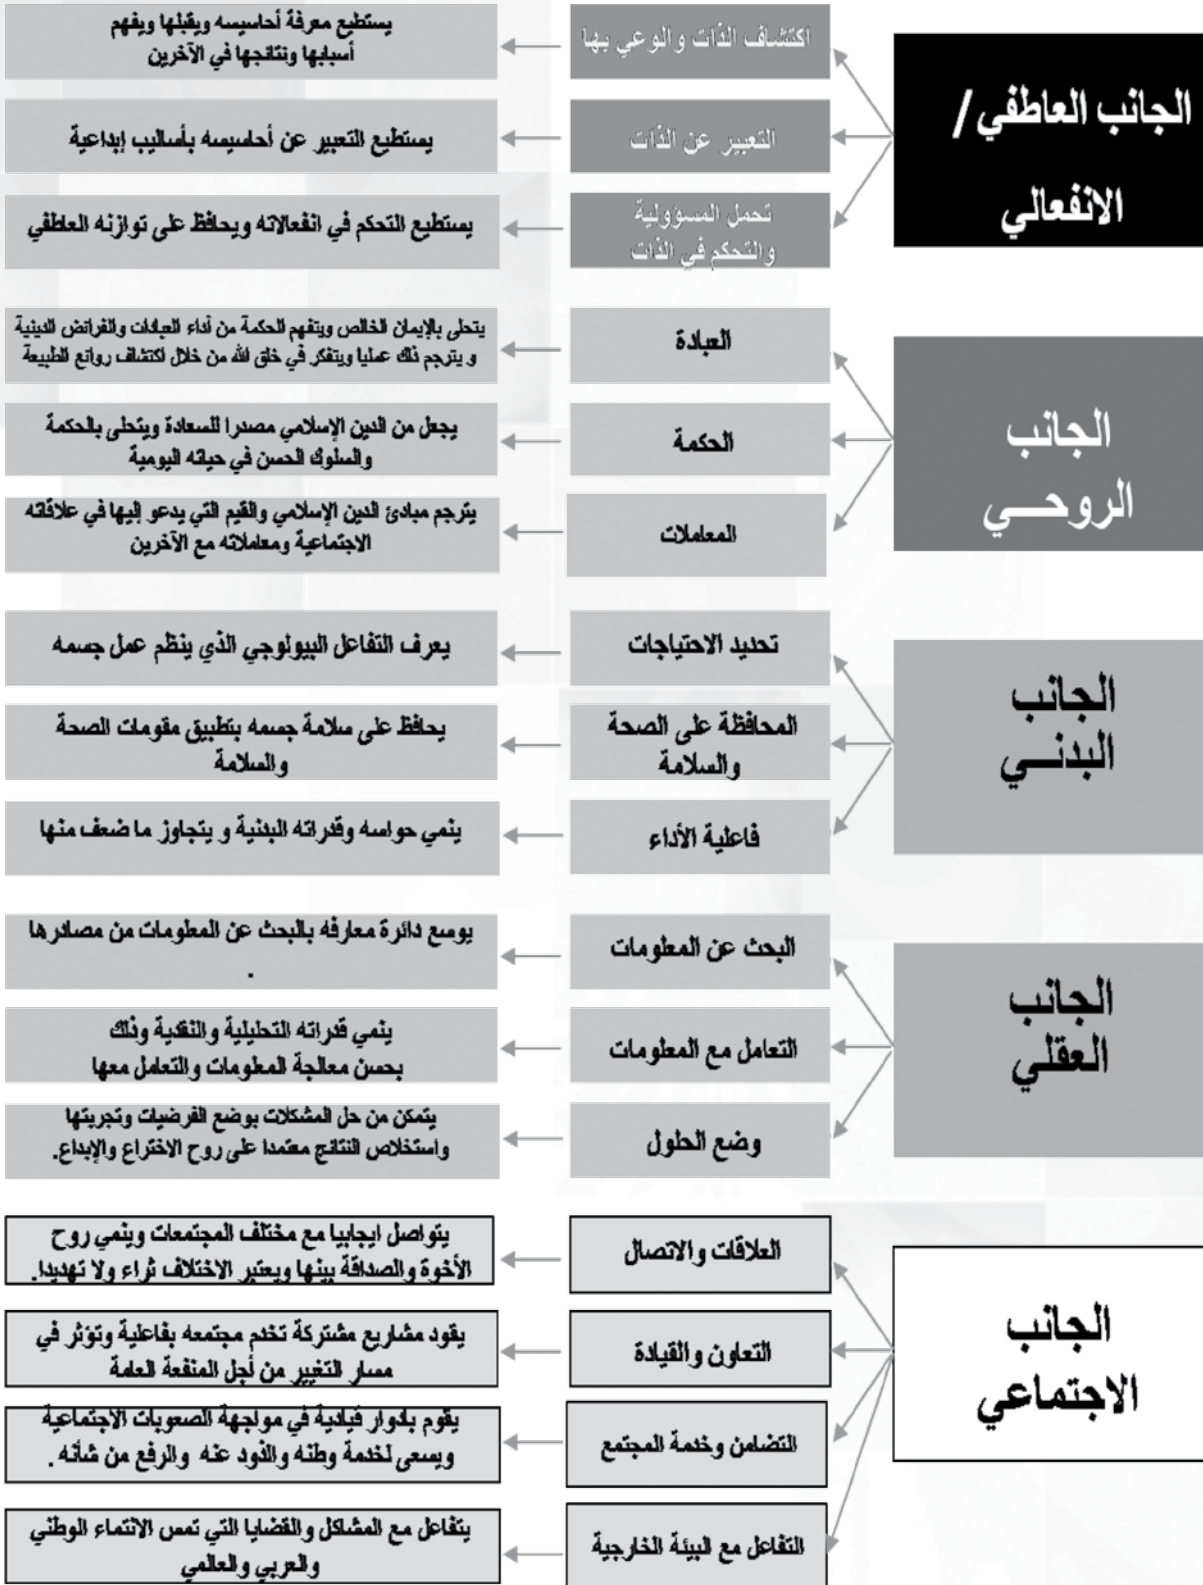 الجانب العاطفي /
الانفعالي
اكتشاف الذات والوعي بها
يستطيع معرفة أحاسيسه ويقبلها ويفهم
أسبابها ونتائجها في الآخرين
التعبير عن الذات
يستطيع التعبير عن أحاسيسه بأساليب إبداعية
تحمل المسؤولية
والتحكم في الذات
يستطيع التحكم في انفعالاته ويحافظ على توازنه العاطفي
الجانب
الروحــي
العبادة
يتحلى بالإيمان الخالص ويتفهم الحكمة من أداء العبادات والفرائض الدينية
و يترجم ذلك عمليا ويتفكر في خلق الله من خلال اكتشاف روائع الطبيعة
الحكمة
يجعل من الدين الإسلامي مصدرا للسعادة ويتحلى بالحكمة
والسلوك الحسن في حياته اليومية
المعاملات
يترجم مبادئ الدين الإسلامي والقيم التي يدعو إليها في علاقاته
الاجتماعية ومعاملاته مع الآخرين
الجانب
البدنــي
تحديد الاحتياجات
يعرف التفاعل البيولوجي الذي ينظم عمل جسمه
المحافظة على الصحة
والسلامة
يحافظ على سلامة جسمه بتطبيق مقومات الصحة
والسلامة
فاعلية الأداء
ينمي حواسه وقدراته البدنية و يتجاوز ما ضعف منها
الجانب
العقلي
البحث عن المعلومات
يوسع دائرة معارفه بالبحث عن المعلومات من مصادرها
.
التعامل مع المعلومات
ينمي قدراته التحليلية والنقدية وذلك
بحسن معالجة المعلومات والتعامل معها
وضع الحلول
يتمكن من حل المشكلات بوضع الفرضيات وتجربتها
واستخلاص النتائج معتمدا على روح الاختراع والإبداع.
الجانب
الاجتماعي
العلاقات والاتصال
يتواصل ايجابيا مع مختلف المجتمعات وينمي روح
الأخوة والصداقة بينها ويعتبر الاختلاف ثراء ولا تهديدا.
التعاون والقيادة
يقود مشاريع مشتركة تخدم مجتمعه بفاعلية وتؤثر في
مسار التغيير من أجل المنفعة العامة
التضامن وخدمة المجتمع
يقوم بادوار قيادية في مواجهة الصعوبات الاجتماعية
ويسعى لخدمة وطنه والذود عنه والرفع من شأنه .
التفاعل مع البيئة الخارجية
يتفاعل مع المشاكل والقضايا التي تمس الانتماء الوطني
والعربي والعالمي